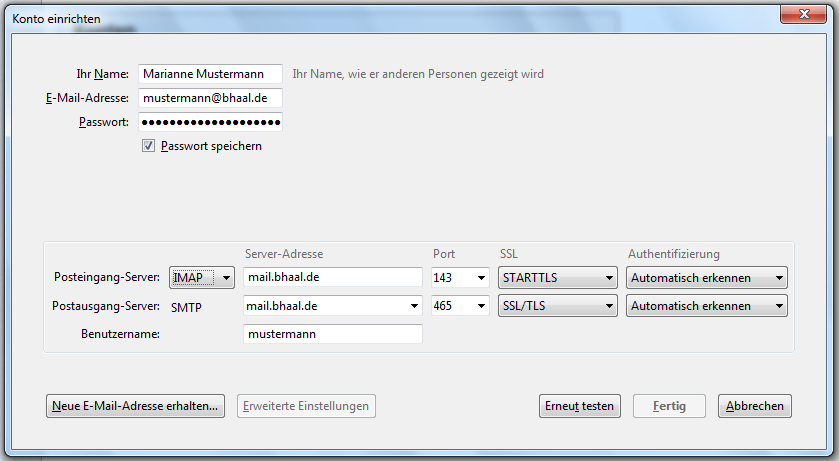 Konto einrichten
Ihr Name: Marianne Mustermann Ihr Name, wie er anderen Personen gezeigt wird
E-Mail-Adresse: mustermann@bhaal.de
Passwort: ●●●●●●●●●●●●●●●●●●●●
Passwort speichern
Server-Adresse Port SSL Authentifizierung
Posteingang-Server: IMAP mail.bhaal.de 143 STARTTLS Automatisch erkennen
Postausgang-Server: SMTP mail.bhaal.de 465 SSL/TLS Automatisch erkennen
Benutzername: mustermann
Neue E-Mail-Adresse erhalten... Erweiterte Einstellungen Erneut testen Fertig Abbrechen